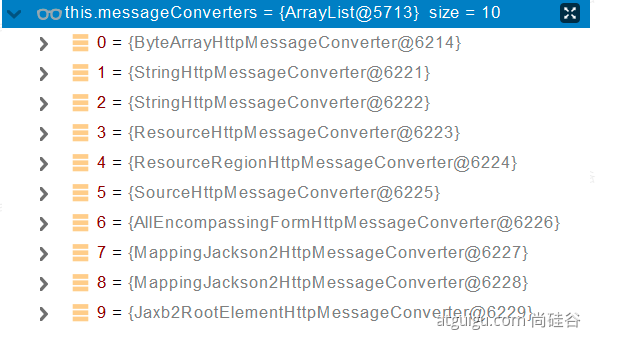 this.messageConverters = {ArrayList@5713} size = 10
0 = {ByteArrayHttpMessageConverter@6214}
1 = {StringHttpMessageConverter@6221}
2 = {StringHttpMessageConverter@6222}
3 = {ResourceHttpMessageConverter@6223}
4 = {ResourceRegionHttpMessageConverter@6224}
5 = {SourceHttpMessageConverter@6225}
6 = {AllEncompassingFormHttpMessageConverter@6226}
7 = {MappingJackson2HttpMessageConverter@6227}
8 = {MappingJackson2HttpMessageConverter@6228}
9 = {Jaxb2RootElementHttpMessageConverter@6229}
atguigu.com 尚硅谷